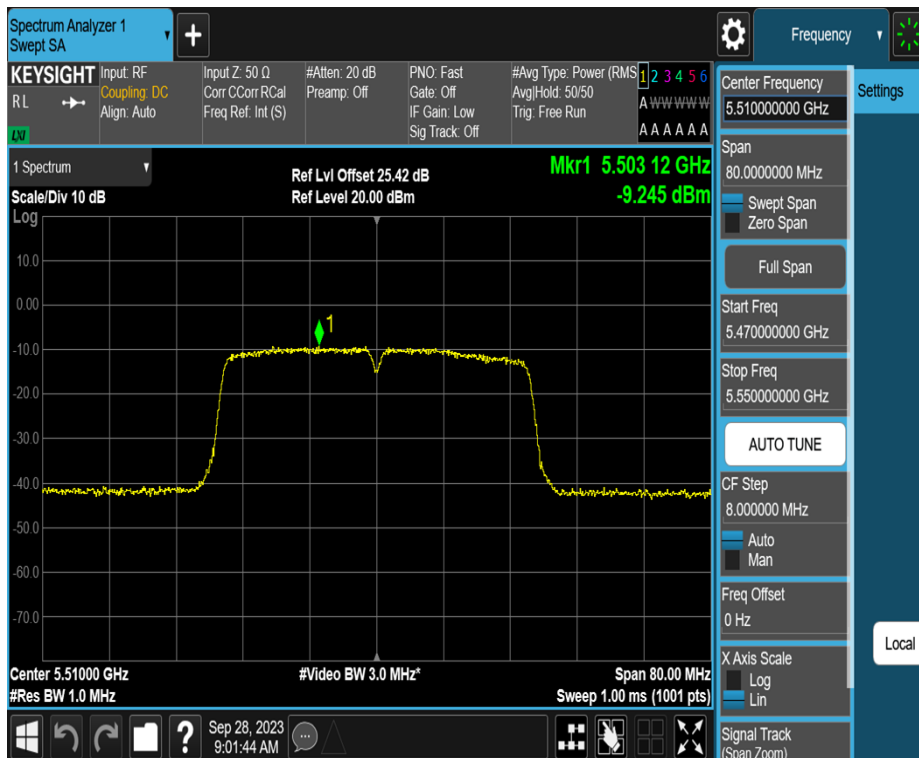 Spectrum Analyzer 1
Swept SA
Frequency
KEYSIGHT
R L
LXI
Input: RF
Coupling: DC
Align: Auto
Input Z: 50 Ω
Corr CCorr RCal
Freq Ref: Int (S)
#Atten: 20 dB
Preamp: Off
PNO: Fast
Gate: Off
IF Gain: Low
Sig Track: Off
#Avg Type: Power (RMS
Avg|Hold: 50/50
Trig: Free Run
1 2 3 4 5 6
A W W W W W
A A A A A A
1 Spectrum
Scale/Div 10 dB
Log
Ref Lvl Offset 25.42 dB
Ref Level 20.00 dBm
Mkr1 5.503 12 GHz
-9.245 dBm
10.0
0.00
-10.0
-20.0
-30.0
-40.0
-50.0
-60.0
-70.0
1
Center 5.51000 GHz
#Res BW 1.0 MHz
#Video BW 3.0 MHz*
Span 80.00 MHz
Sweep 1.00 ms (1001 pts)
Center Frequency
5.510000000 GHz
Settings
Span
80.0000000 MHz
Swept Span
Zero Span
Full Span
Start Freq
5.470000000 GHz
Stop Freq
5.550000000 GHz
AUTO TUNE
CF Step
8.000000 MHz
Auto
Man
Freq Offset
0 Hz
Local
X Axis Scale
Log
Lin
Signal Track
(Span Zoom)
?
Sep 28, 2023
9:01:44 AM